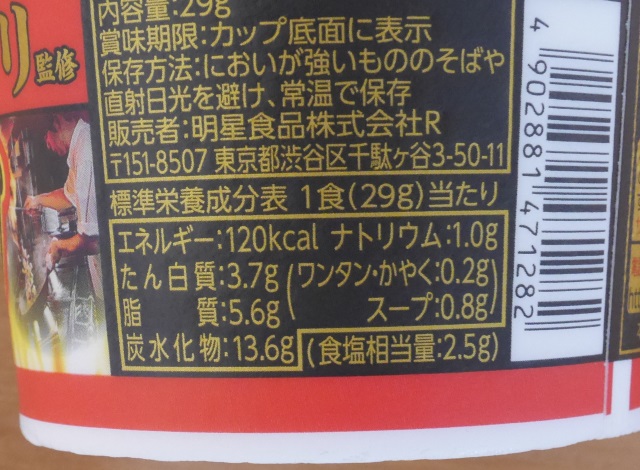 内容量:29g
賞味期限:カップ底面に表示
保存方法:においが強いもののそばや
直射日光を避け、常温で保存
販売者:明星食品株式会社R
〒151-8507 東京都渋谷区千駄ヶ谷3-50-11
標準栄養成分表 1食(29g)当たり
エネルギー:120kcal ナトリウム:1.0g
たん白質:3.7g (ワンタン・かやく:0.2g
脂質:5.6g スープ:0.8g)
炭水化物:13.6g (食塩相当量:2.5g)
リ監修
4 902881 471282